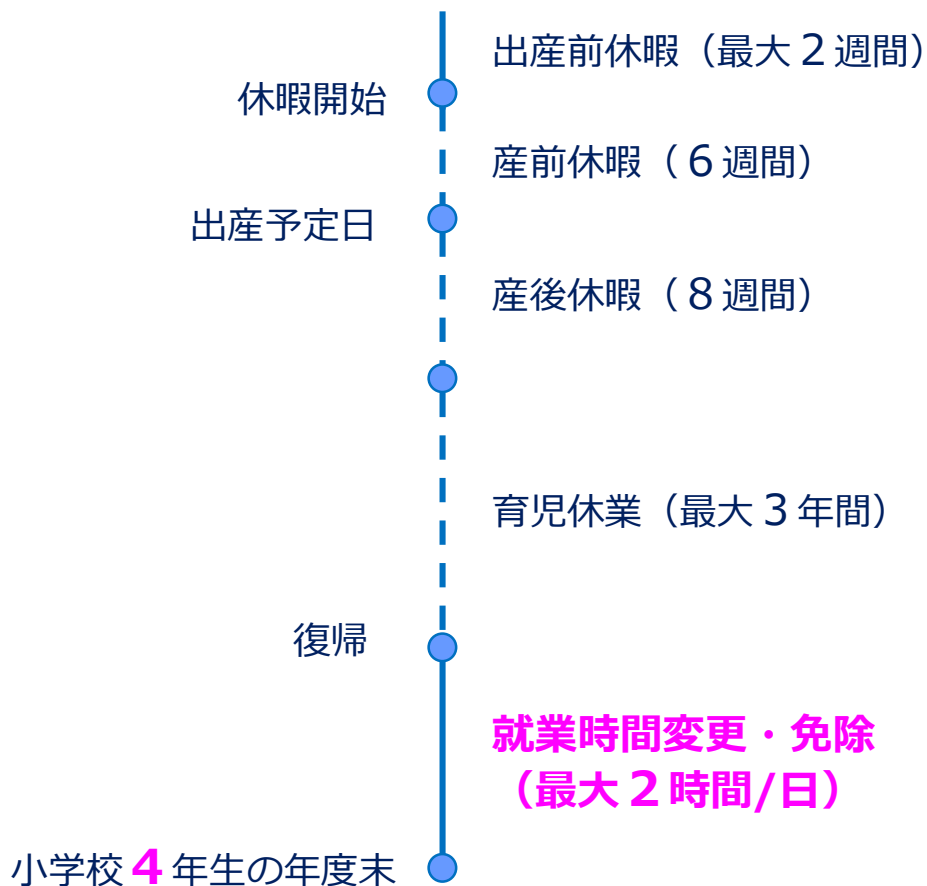 出産前休暇（最大２週間）
休暇開始
産前休暇（６週間）
出産予定日
産後休暇（８週間）
育児休業（最大３年間）
復帰
就業時間変更・免除
（最大２時間/日）
小学校４年生の年度末